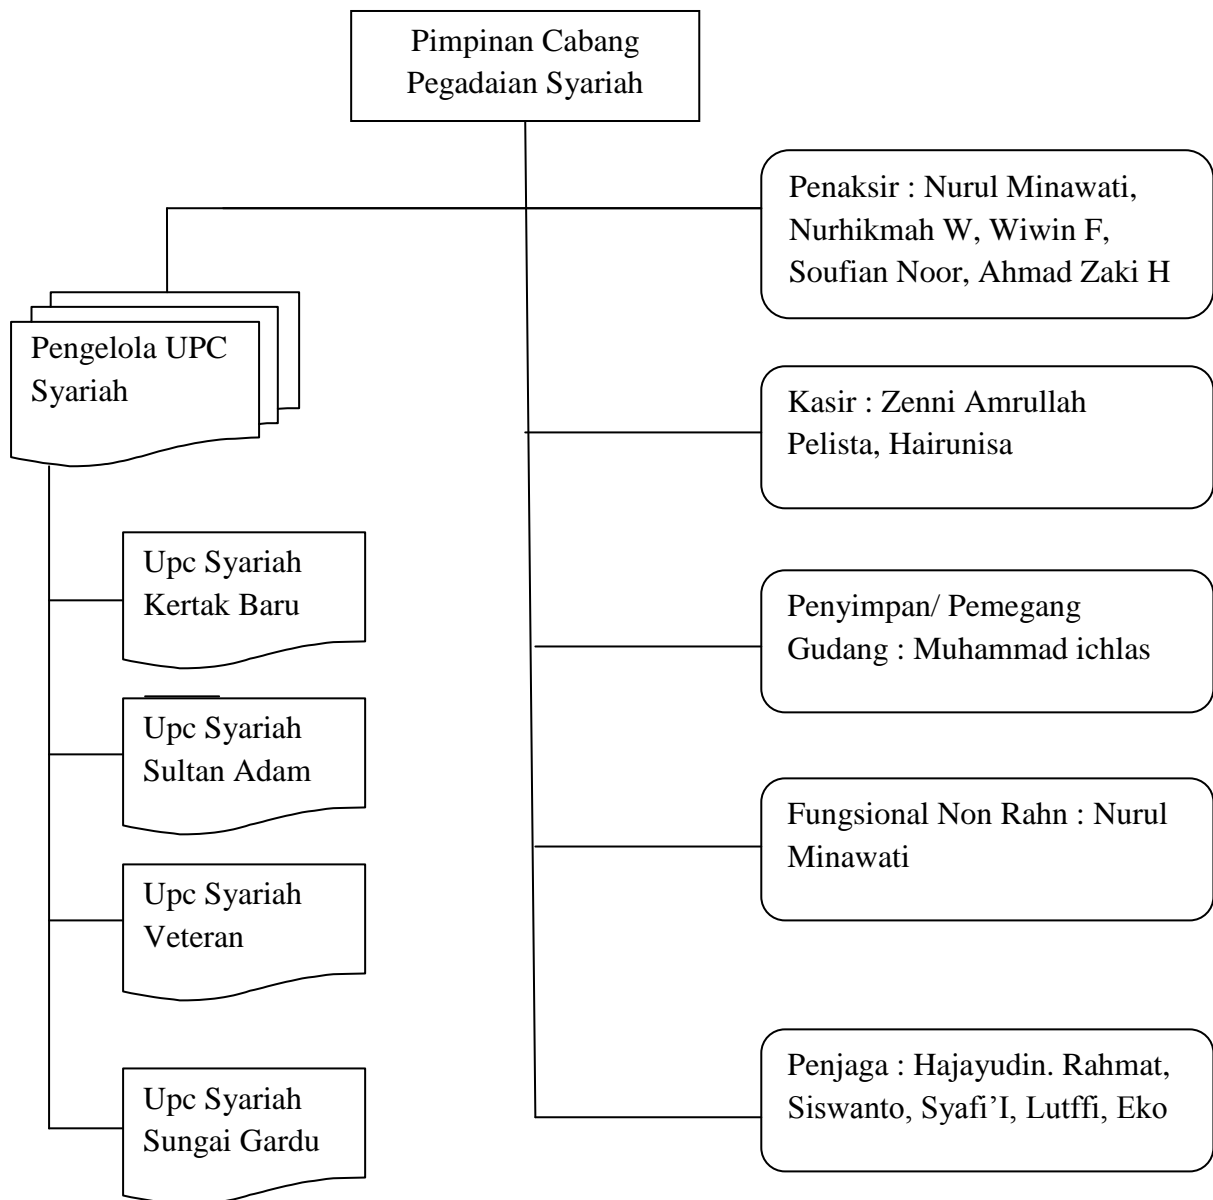 Pimpinan Cabang
Pegadaian Syariah
Penaksir : Nurul Minawati,
Nurhikmah W, Wiwin F,
Soufian Noor, Ahmad Zaki H
Pengelola UPC
Syariah
Kasir : Zenni Amrullah
Pelista, Hairunisa
Upc Syariah
Kertak Baru
Penyimpan/ Pemegang
Gudang : Muhammad ichlas
Upc Syariah
Sultan Adam
Fungsional Non Rahn : Nurul
Minawati
Upc Syariah
Veteran
Penjaga : Hajayudin. Rahmat,
Siswanto, Syafi’I, Lutffi, Eko
Upc Syariah
Sungai Gardu